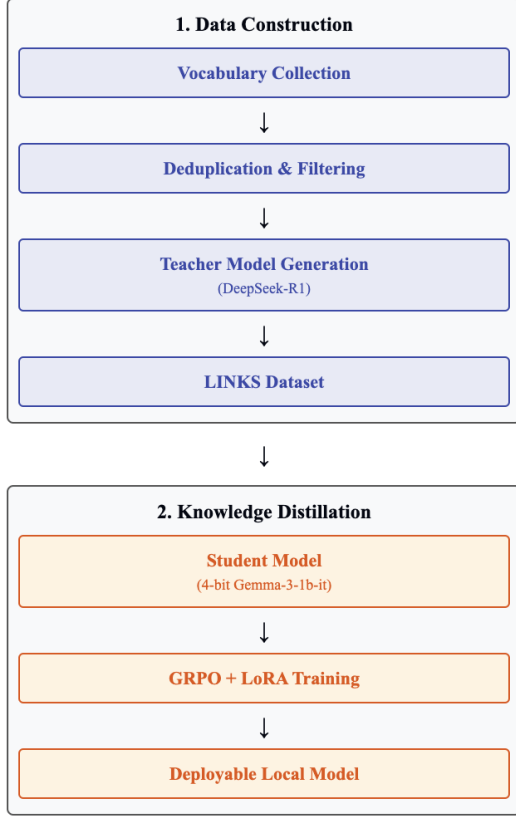 1. Data Construction
Vocabulary Collection
↓
Deduplication & Filtering
↓
Teacher Model Generation
(DeepSeek-R1)
↓
LINKS Dataset
↓
2. Knowledge Distillation
Student Model
(4-bit Gemma-3-1b-it)
↓
GRPO + LoRA Training
↓
Deployable Local Model